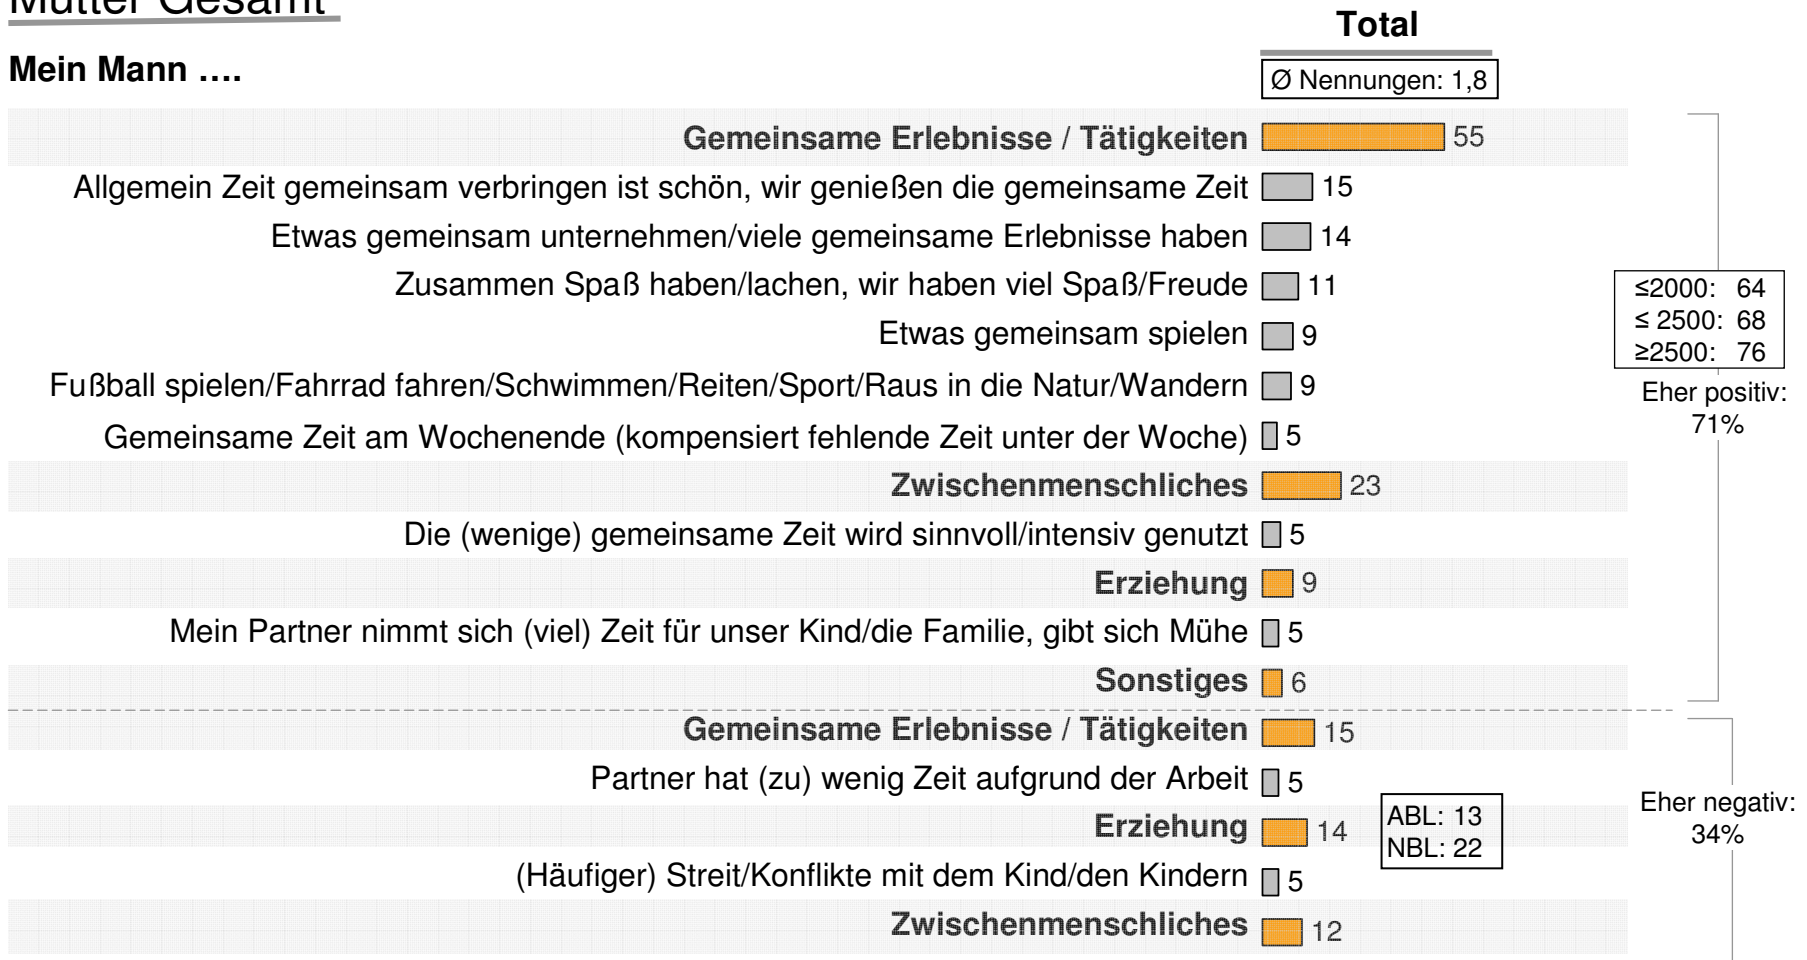 Mütter Gesamt
Total
Mein Mann ….
Ø Nennungen: 1,8
Gemeinsame Erlebnisse / Tätigkeiten 55
Allgemein Zeit gemeinsam verbringen ist schön, wir genießen die gemeinsame Zeit 15
Etwas gemeinsam unternehmen/viele gemeinsame Erlebnisse haben 14
Zusammen Spaß haben/lachen, wir haben viel Spaß/Freude 11
Etwas gemeinsam spielen 9
Fußball spielen/Fahrrad fahren/Schwimmen/Reiten/Sport/Raus in die Natur/Wandern 9
Gemeinsame Zeit am Wochenende (kompensiert fehlende Zeit unter der Woche) 5
Zwischenmenschliches 23
Die (wenige) gemeinsame Zeit wird sinnvoll/intensiv genutzt 5
Erziehung 9
Mein Partner nimmt sich (viel) Zeit für unser Kind/die Familie, gibt sich Mühe 5
Sonstiges 6
≤2000: 64
≤ 2500: 68
≥2500: 76
Eher positiv:
71%
Gemeinsame Erlebnisse / Tätigkeiten 15
Partner hat (zu) wenig Zeit aufgrund der Arbeit 5
Erziehung 14
ABL: 13
NBL: 22
(Häufiger) Streit/Konflikte mit dem Kind/den Kindern 5
Zwischenmenschliches 12
Eher negativ:
34%